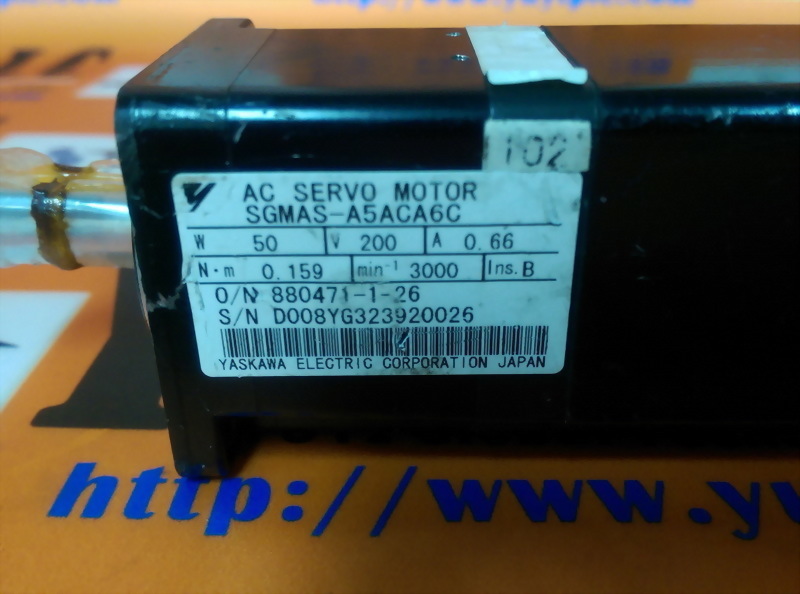 102
AC SERVO MOTOR
SGMAS-A5ACA6C
W 50 V 200 A 0.66
N·m 0.159 min⁻¹ 3000 Ins. B
O/N 880471-1-26
S/N D008YG323920026
YASKAWA ELECTRIC CORPORATION JAPAN
http://www.yu